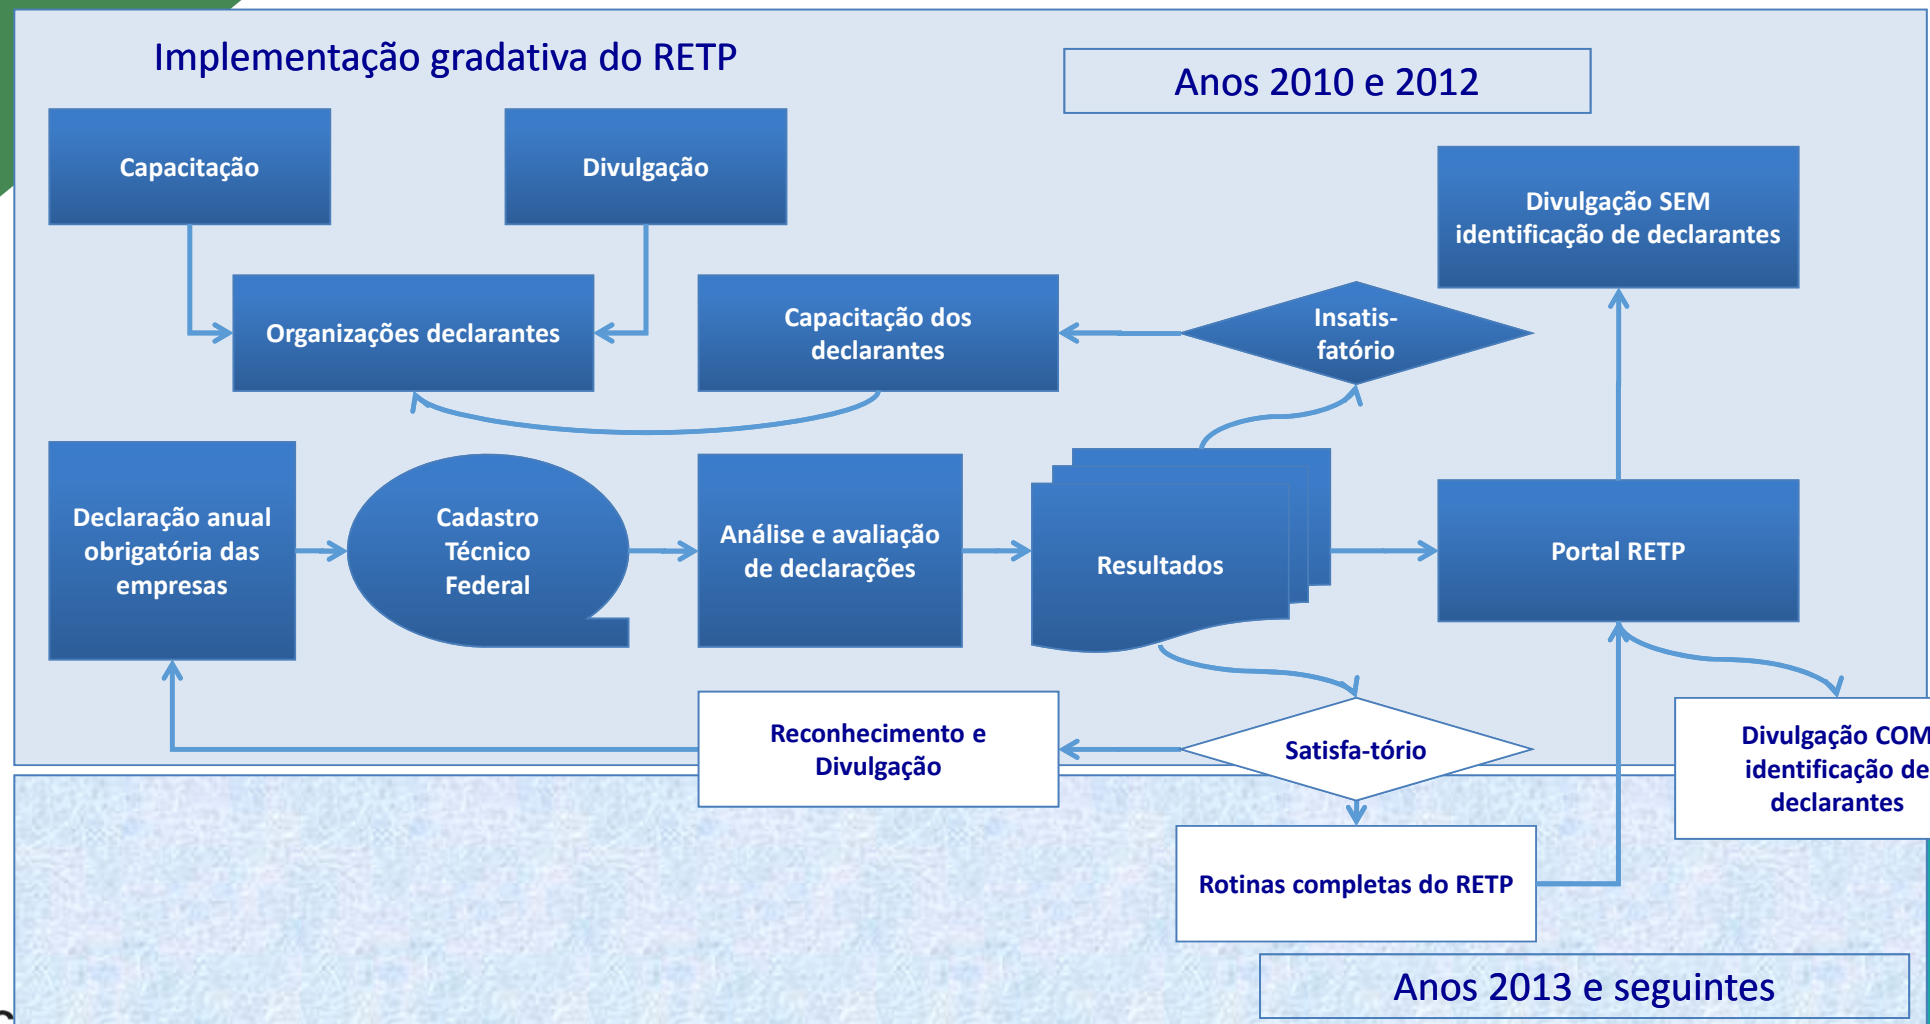 Implementação gradativa do RETP
Anos 2010 e 2012
Capacitação
Divulgação
Divulgação SEM
identificação de declarantes
Organizações declarantes
Capacitação dos
declarantes
Insatis-
fatório
Declaração anual
obrigatória das
empresas
Cadastro
Técnico
Federal
Análise e avaliação
de declarações
Resultados
Portal RETP
Reconhecimento e
Divulgação
Satisfa-tório
Divulgação COM
identificação de
declarantes
Rotinas completas do RETP
Anos 2013 e seguintes